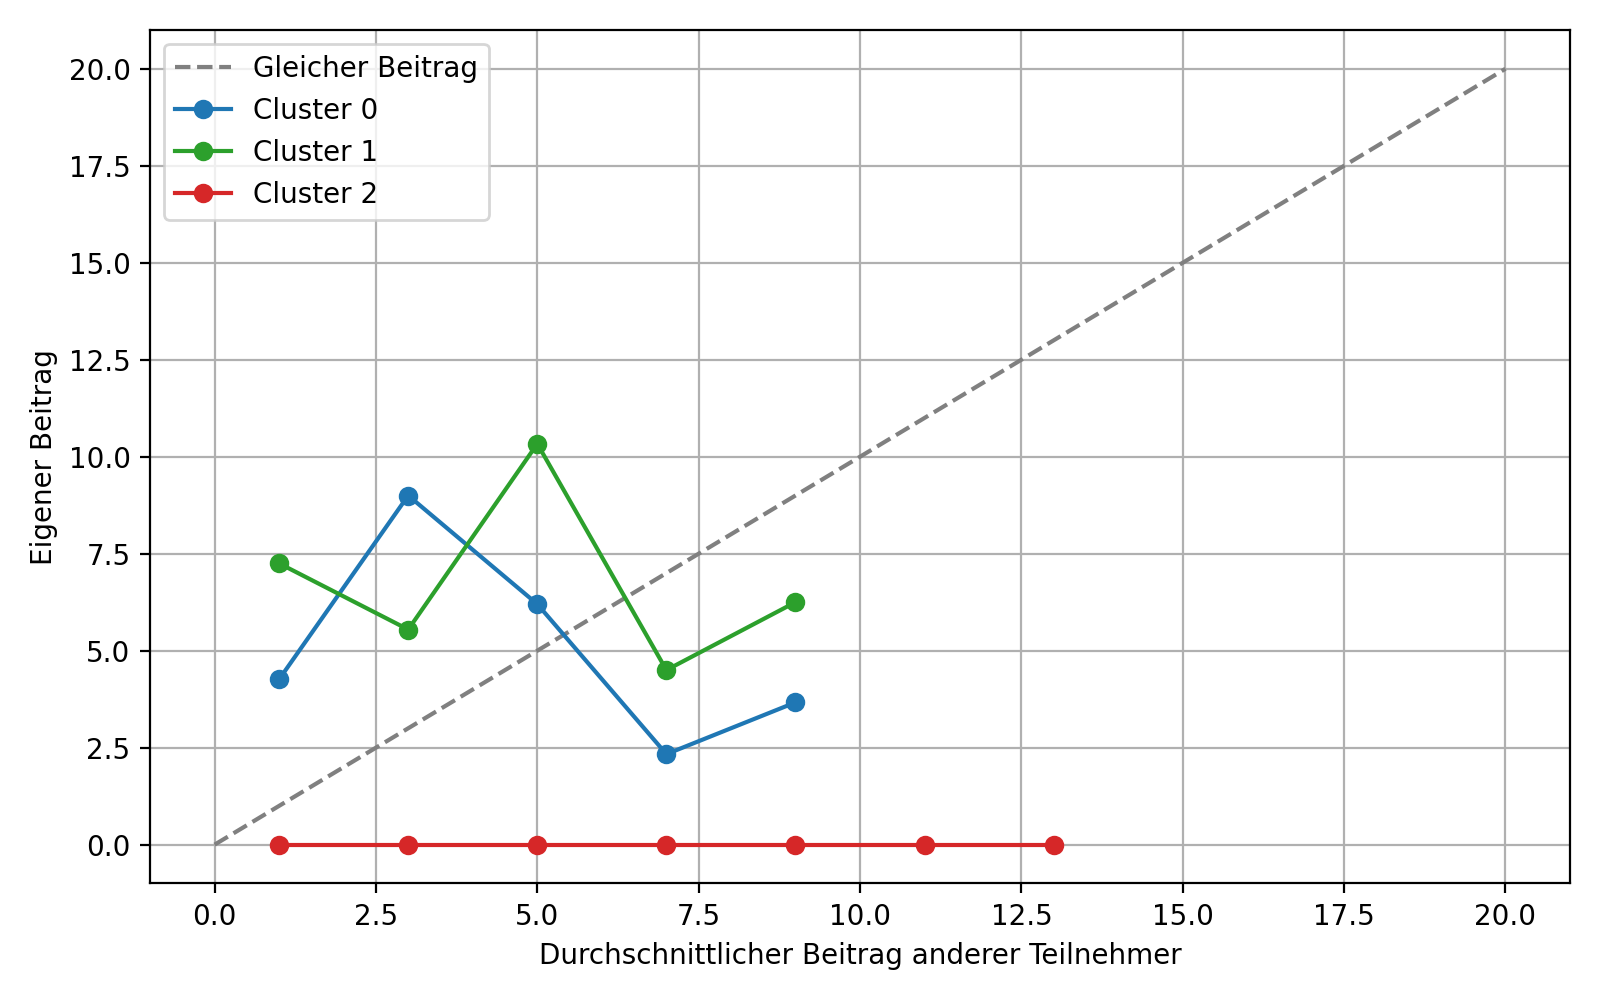 Gleicher Beitrag
Cluster 0
Cluster 1
Cluster 2
20.0
17.5
15.0
12.5
10.0
7.5
5.0
2.5
0.0
Eigener Beitrag
0.0 2.5 5.0 7.5 10.0 12.5 15.0 17.5 20.0
Durchschnittlicher Beitrag anderer Teilnehmer